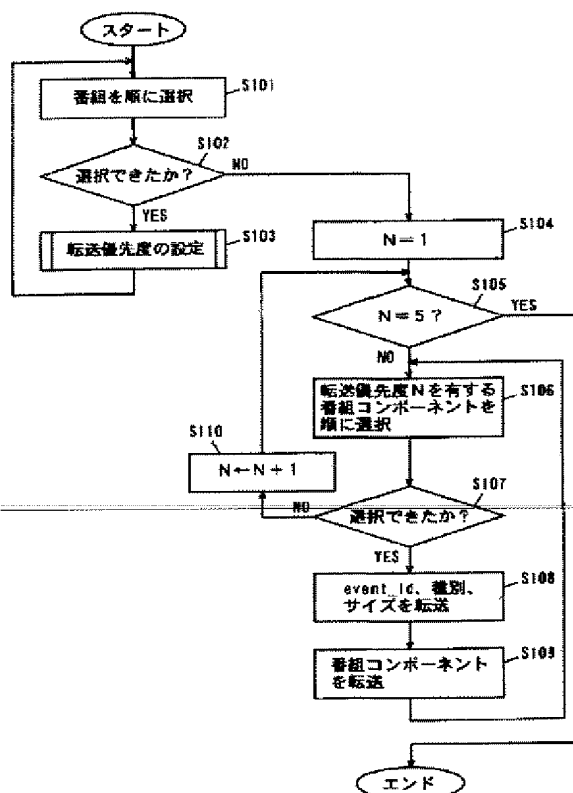 スタート
番組を順に選択
S101
選択できたか？
S102
NO
YES
転送優先度の設定
S103
N＝1
S104
N＝5？
S105
YES
NO
転送優先度Nを有する
番組コンポーネントを
順に選択
S106
S110
N←N＋1
選択できたか？
S107
NO
YES
event_id、種別、
サイズを転送
S108
番組コンポーネント
を転送
S109
エンド